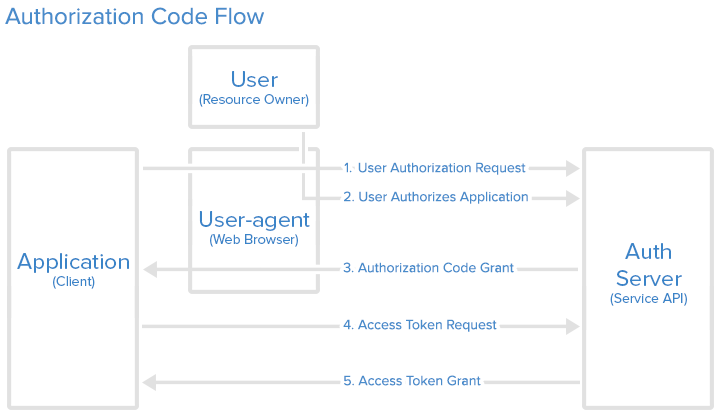 Authorization Code Flow
User
(Resource Owner)
1. User Authorization Request
2. User Authorizes Application
User-agent
(Web Browser)
Application
(Client)
3. Authorization Code Grant
Auth
Server
(Service API)
4. Access Token Request
5. Access Token Grant